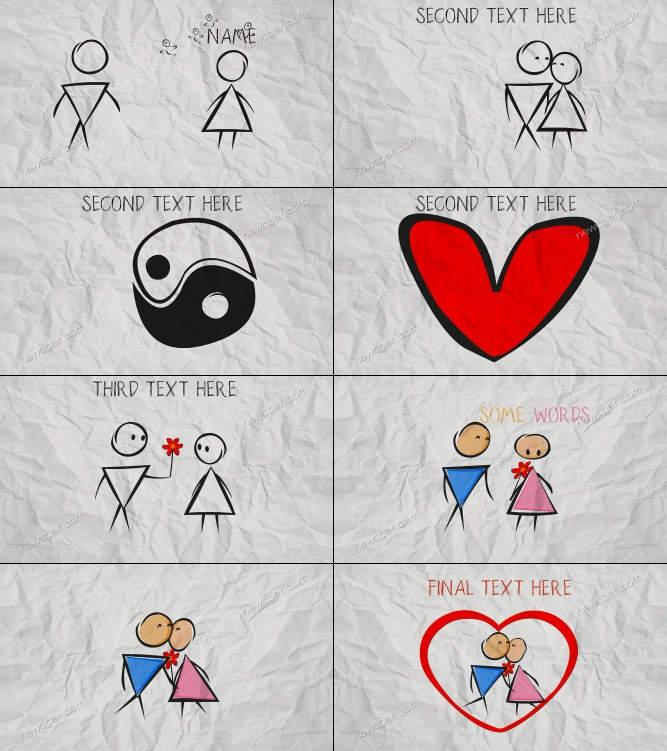 NAME
SECOND TEXT HERE
SECOND TEXT HERE
SECOND TEXT HERE
THIRD TEXT HERE
SOME WORDS
FINAL TEXT HERE